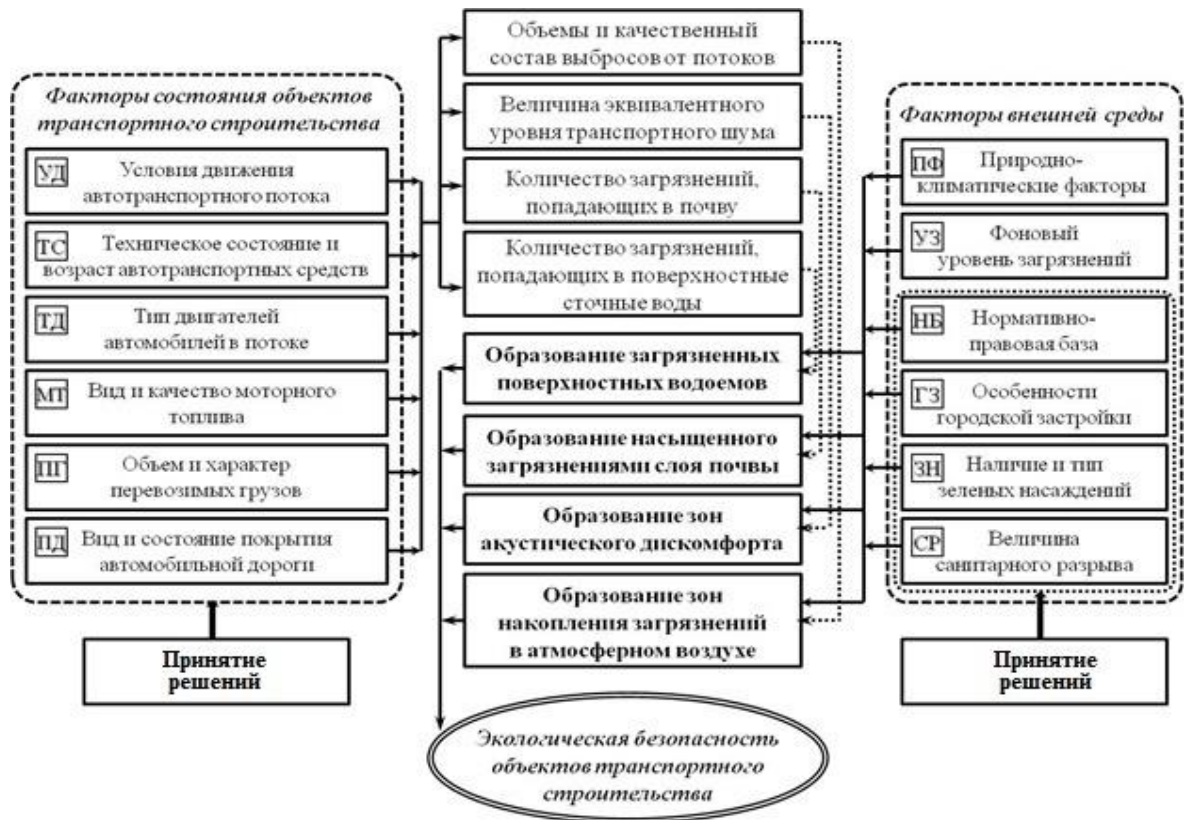 Факторы состояния объектов
транспортного строительства
УД
Условия движения
автотранспортного потока
ТС
Техническое состояние и
возраст автотранспортных средств
ТД
Тип двигателей
автомобилей в потоке
МТ
Вид и качество моторного
топлива
ПГ
Объем и характер
перевозимых грузов
ПД
Вид и состояние покрытия
автомобильной дороги
Принятие
решений
Объемы и качественный
состав выбросов от потоков
Величина эквивалентного
уровня транспортного шума
Количество загрязнений,
попадающих в почву
Количество загрязнений,
попадающих в поверхностные
сточные воды
Образование загрязненных
поверхностных водоемов
Образование насыщенного
загрязнениями слоя почвы
Образование зон
акустического дискомфорта
Образование зон
накопления загрязнений
в атмосферном воздухе
Экологическая безопасность
объектов транспортного
строительства
Факторы внешней среды
ПФ
Природно-
климатические факторы
УЗ
Фоновый
уровень загрязнений
НБ
Нормативно-
правовая база
ГЗ
Особенности
городской застройки
ЗН
Наличие и тип
зеленых насаждений
СР
Величина
санитарного разрыва
Принятие
решений